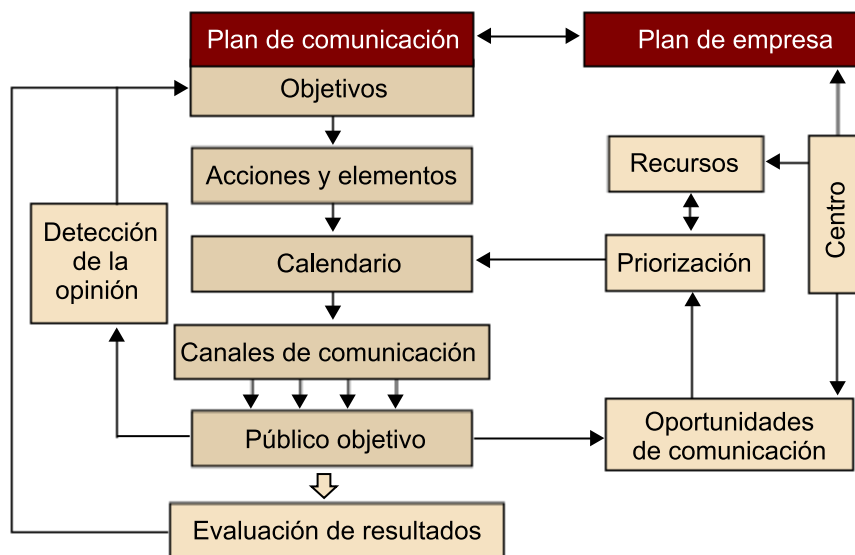 Plan de comunicación
Plan de empresa
Objetivos
Acciones y elementos
Recursos
Centro
Detección
de la
opinión
Calendario
Priorización
Canales de comunicación
Público objetivo
Oportunidades
de comunicación
Evaluación de resultados